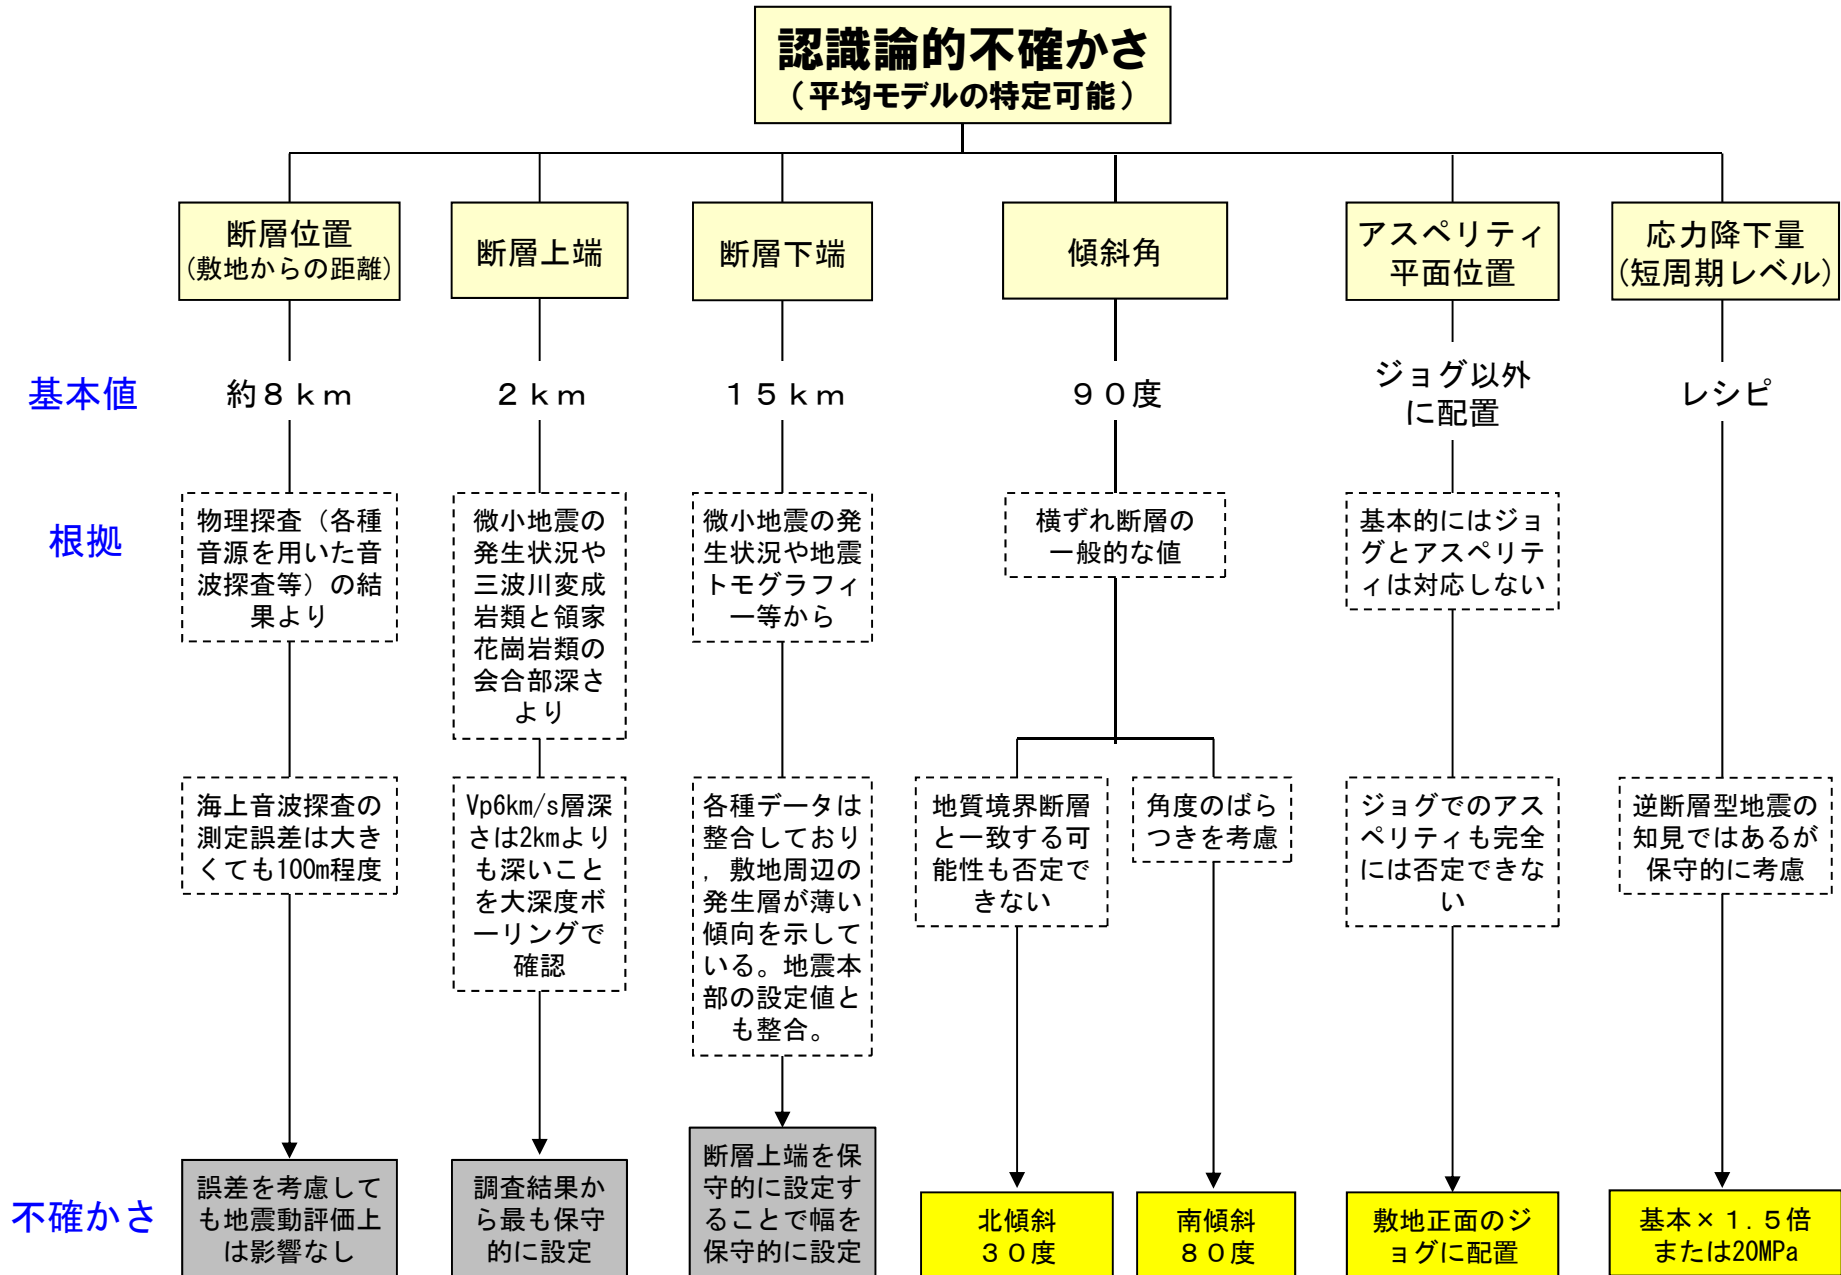 認識論的不確かさ
（平均モデルの特定可能）
断層位置
(敷地からの距離)
断層上端
断層下端
傾斜角
アスペリティ
平面位置
応力降下量
(短周期レベル)
基本値
約８ｋｍ
２ｋｍ
１５ｋｍ
９０度
ジョグ以外
に配置
レシピ
根拠
物理探査（各種
音源を用いた音
波探査等）の結
果より
微小地震の
発生状況や
三波川変成
岩類と領家
花崗岩類の
会合部深さ
より
微小地震の発
生状況や地震
トモグラフィ
ー等から
横ずれ断層の
一般的な値
基本的にはジョ
グとアスペリテ
ィは対応しない
海上音波探査の
測定誤差は大き
くても100m程度
Vp6km/s層深
さは2kmより
も深いこと
を大深度ボ
ーリングで
確認
各種データは
整合しており
，敷地周辺の
発生層が薄い
傾向を示して
いる。地震本
部の設定値と
も整合。
地質境界断層
と一致する可
能性も否定で
きない
角度のばら
つきを考慮
ジョグでのアス
ペリティも完全
には否定できな
い
逆断層型地震の
知見ではあるが
保守的に考慮
不確かさ
誤差を考慮して
も地震動評価上
は影響なし
調査結果か
ら最も保守
的に設定
断層上端を保
守的に設定す
ることで幅を
保守的に設定
北傾斜
３０度
南傾斜
８０度
敷地正面のジ
ョグに配置
基本×１.５倍
または20MPa